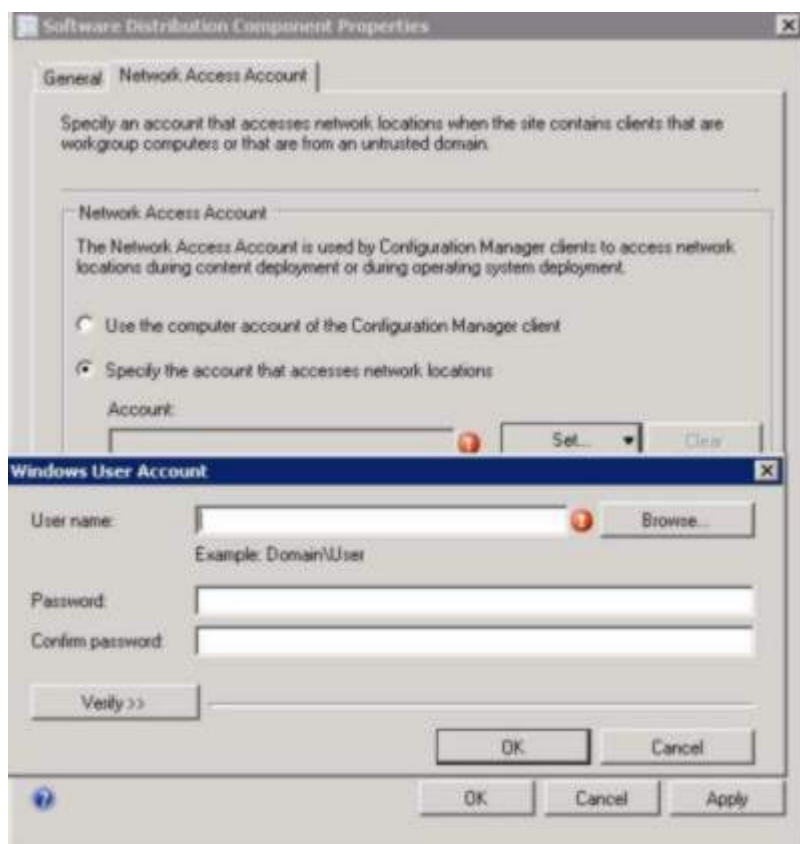 Software Distribution Component Properties
General Network Access Account
Specify an account that accesses network locations when the site contains clients that are
workgroup computers or that are from an untrusted domain.
Network Access Account
The Network Access Account is used by Configuration Manager clients to access network
locations during content deployment or during operating system deployment.
Use the computer account of the Configuration Manager client
Specify the account that accesses network locations
Account:
Set... Clear
Windows User Account
User name: Browse...
Example: Domain\User
Password:
Confirm password:
Verify >>
OK Cancel
OK Cancel Apply